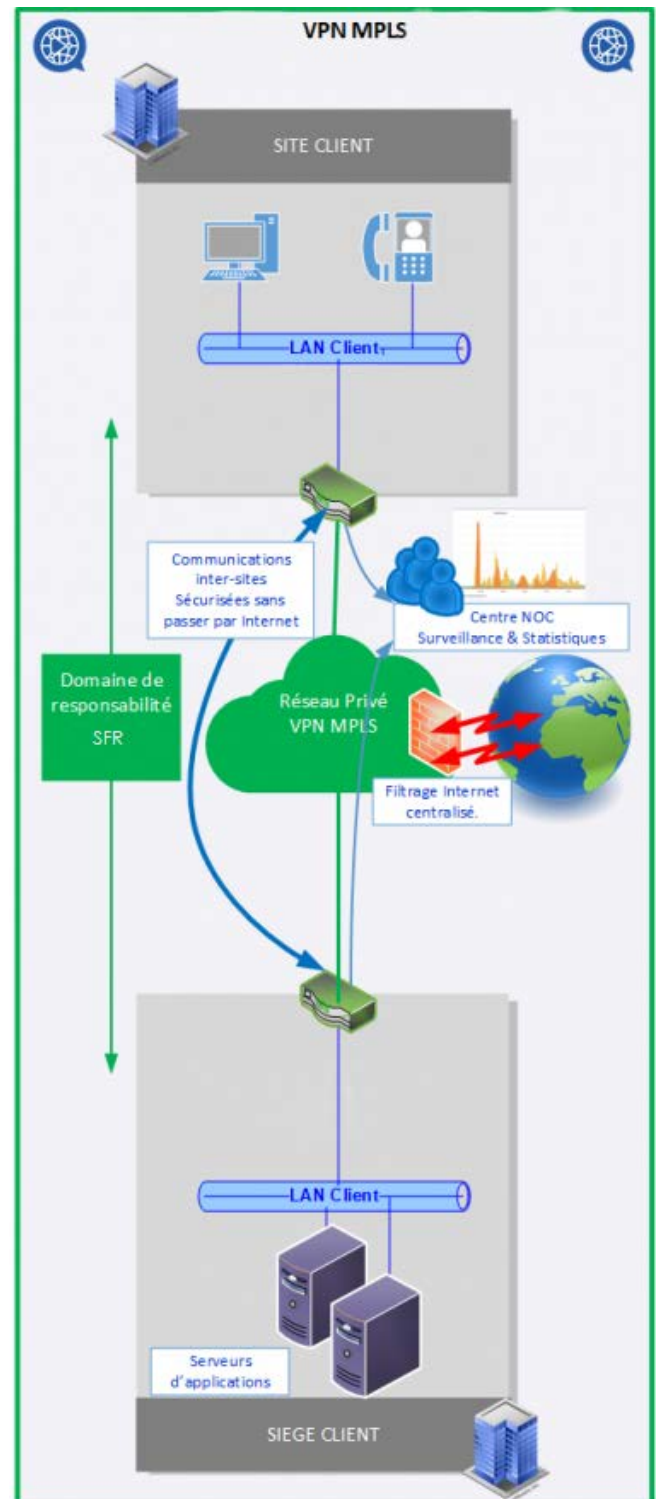 VPN MPLS
SITE CLIENT
LAN Client
Communications
inter-sites
Sécurisées sans
passer par Internet
Centre NOC
Surveillance & Statistiques
Domaine de
responsabilité
SFR
Réseau Privé
VPN MPLS
Filtrage Internet
centralisé.
LAN Client
Serveurs
d'applications
SIEGE CLIENT